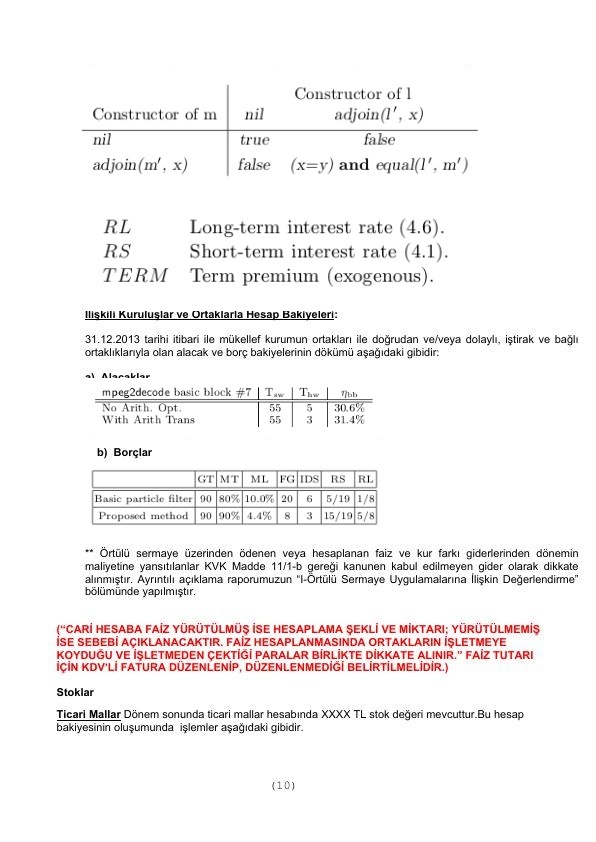 Constructor of l
Constructor of m nil adjoin(l′, x)
nil true false
adjoin(m′, x) false (x=y) and equal(l′, m′)
RL Long-term interest rate (4.6).
RS Short-term interest rate (4.1).
TERM Term premium (exogenous).
İlişkili Kuruluşlar ve Ortaklarla Hesap Bakiyeleri:
31.12.2013 tarihi itibari ile mükellef kurumun ortakları ile doğrudan ve/veya dolaylı, iştirak ve bağlı
ortaklıklarıyla olan alacak ve borç bakiyelerinin dökümü aşağıdaki gibidir:
a) Alacaklar
mpeg2decode basic block #7 Tsw Thw ηbb
No Arith. Opt. 55 5 30.6%
With Arith Trans 55 3 31.4%
b) Borçlar
GT MT ML FG IDS RS RL
Basic particle filter 90 80% 10.0% 20 6 5/19 1/8
Proposed method 90 90% 4.4% 8 3 15/19 5/8
** Örtülü sermaye üzerinden ödenen veya hesaplanan faiz ve kur farkı giderlerinden dönemin
maliyetine yansıtılanlar KVK Madde 11/1-b gereği kanunen kabul edilmeyen gider olarak dikkate
alınmıştır. Ayrıntılı açıklama raporumuzun “I-Örtülü Sermaye Uygulamalarına İlişkin Değerlendirme”
bölümünde yapılmıştır.
(“CARİ HESABA FAİZ YÜRÜTÜLMÜŞ İSE HESAPLAMA ŞEKLİ VE MİKTARI; YÜRÜTÜLMEMİŞ
İSE SEBEBİ AÇIKLANACAKTIR. FAİZ HESAPLANMASINDA ORTAKLARIN İŞLETMEYE
KOYDUĞU VE İŞLETMEDEN ÇEKTİĞİ PARALAR BİRLİKTE DİKKATE ALINIR.” FAİZ TUTARI
İÇİN KDV’Lİ FATURA DÜZENLENİP, DÜZENLENMEDİĞİ BELİRTİLMELİDİR.)
Stoklar
Ticari Mallar Dönem sonunda ticari mallar hesabında XXXX TL stok değeri mevcuttur.Bu hesap
bakiyesinin oluşumunda işlemler aşağıdaki gibidir.
(10)